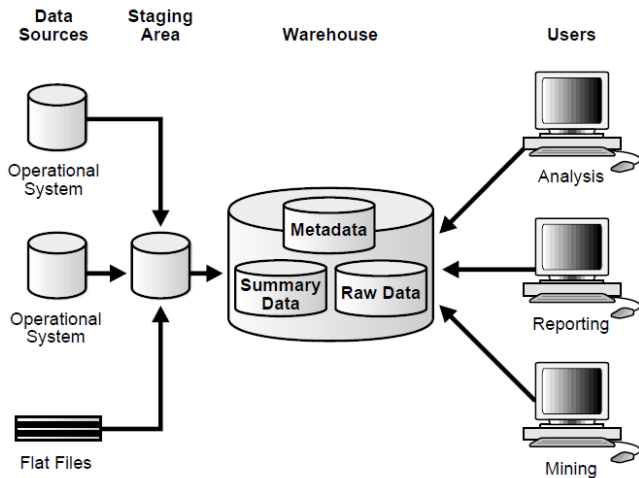 Data
Sources
Staging
Area
Warehouse
Users
Operational
System
Operational
System
Flat Files
Metadata
Summary
Data
Raw Data
Analysis
Reporting
Mining